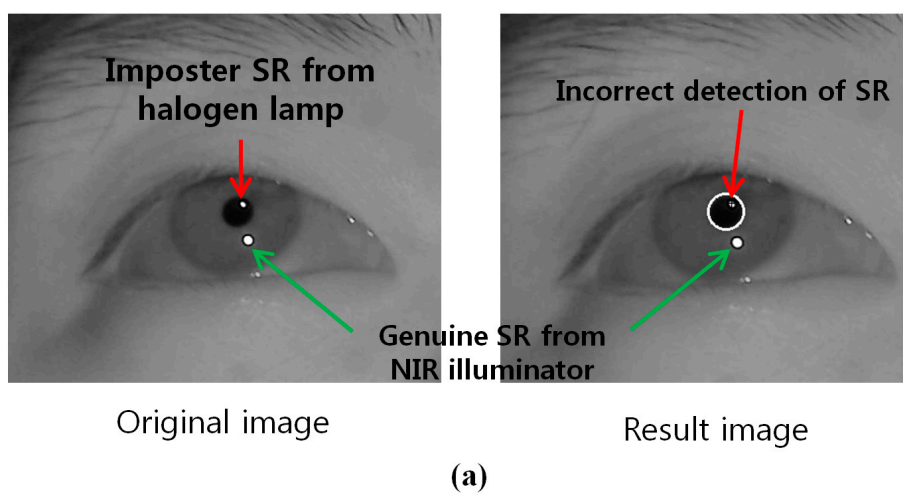 Imposter SR from
halogen lamp
Incorrect detection of SR
Genuine SR from
NIR illuminator
Original image
Result image
(a)